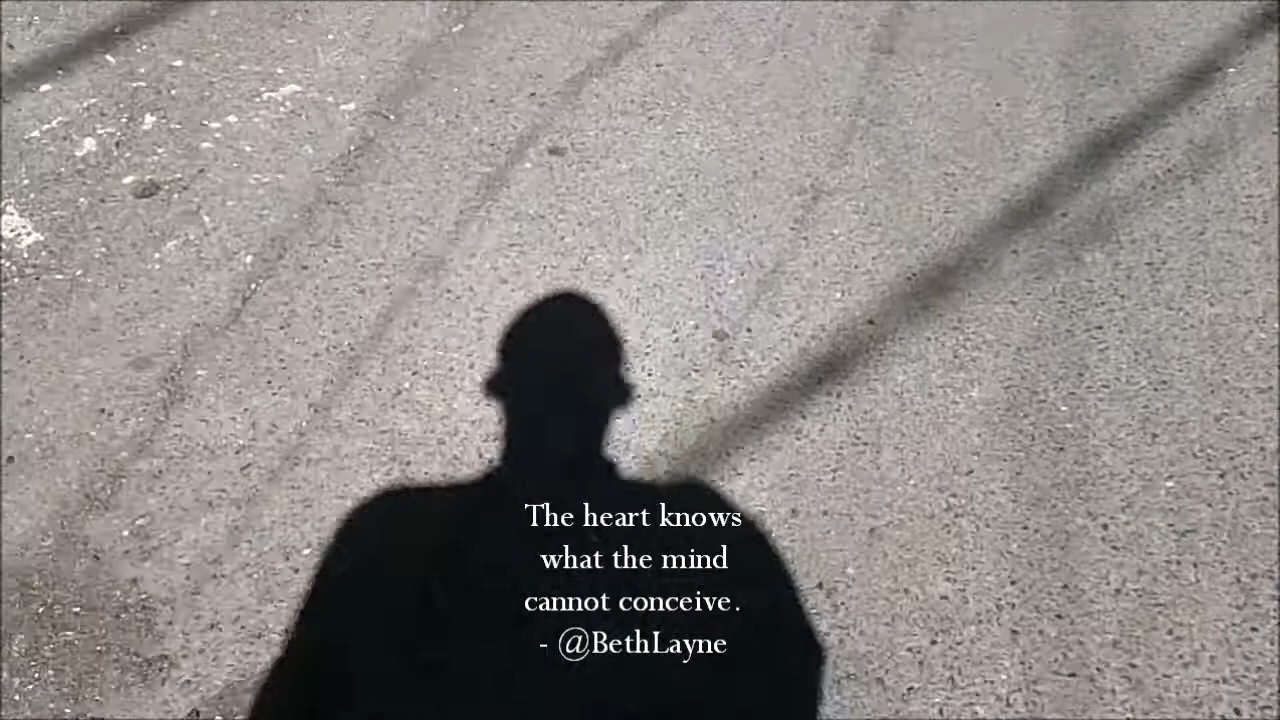 The heart knows
what the mind
cannot conceive.
- @BethLayne